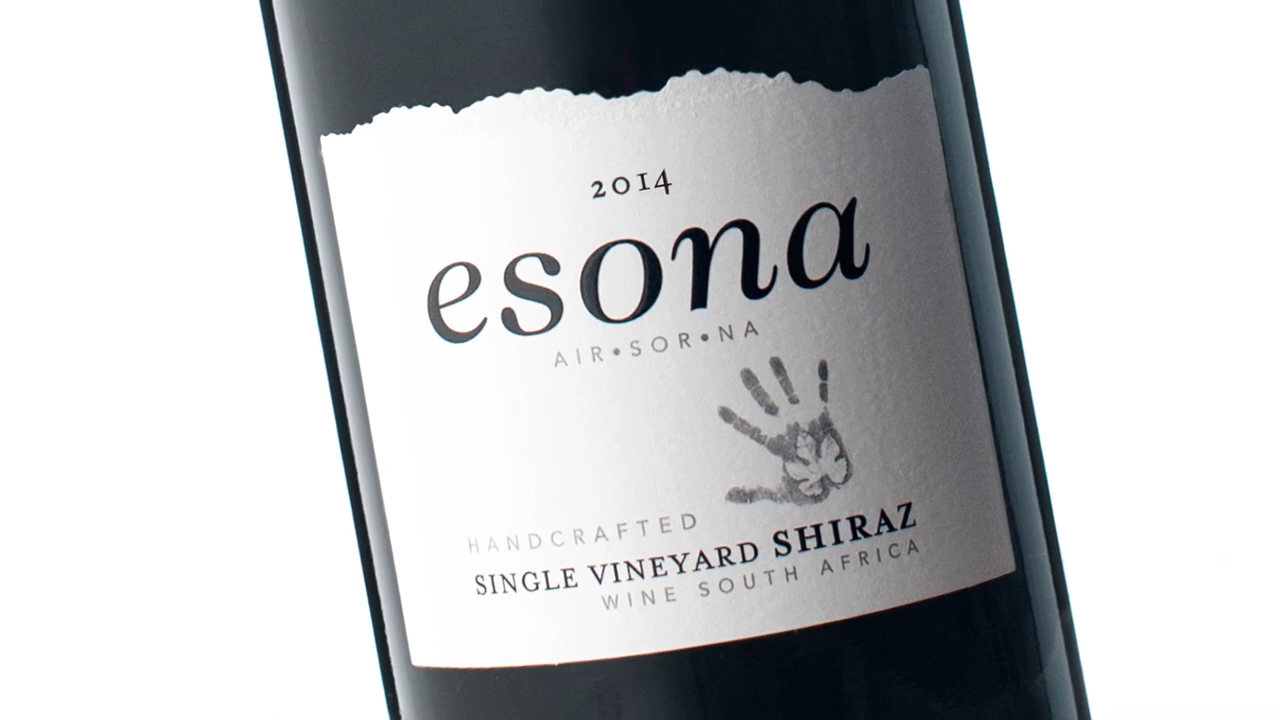 2014
esona
AIR•SOR•NA
HANDCRAFTED
SINGLE VINEYARD SHIRAZ
WINE SOUTH AFRICA